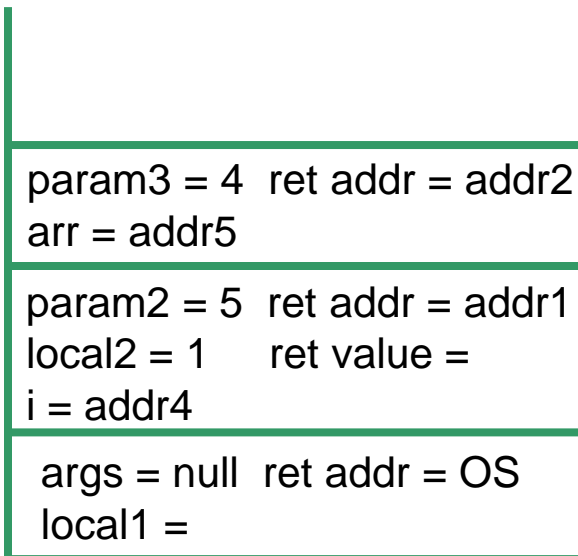 param3 = 4 ret addr = addr2
arr = addr5
param2 = 5 ret addr = addr1
local2 = 1 ret value =
i = addr4
args = null ret addr = OS
local1 =